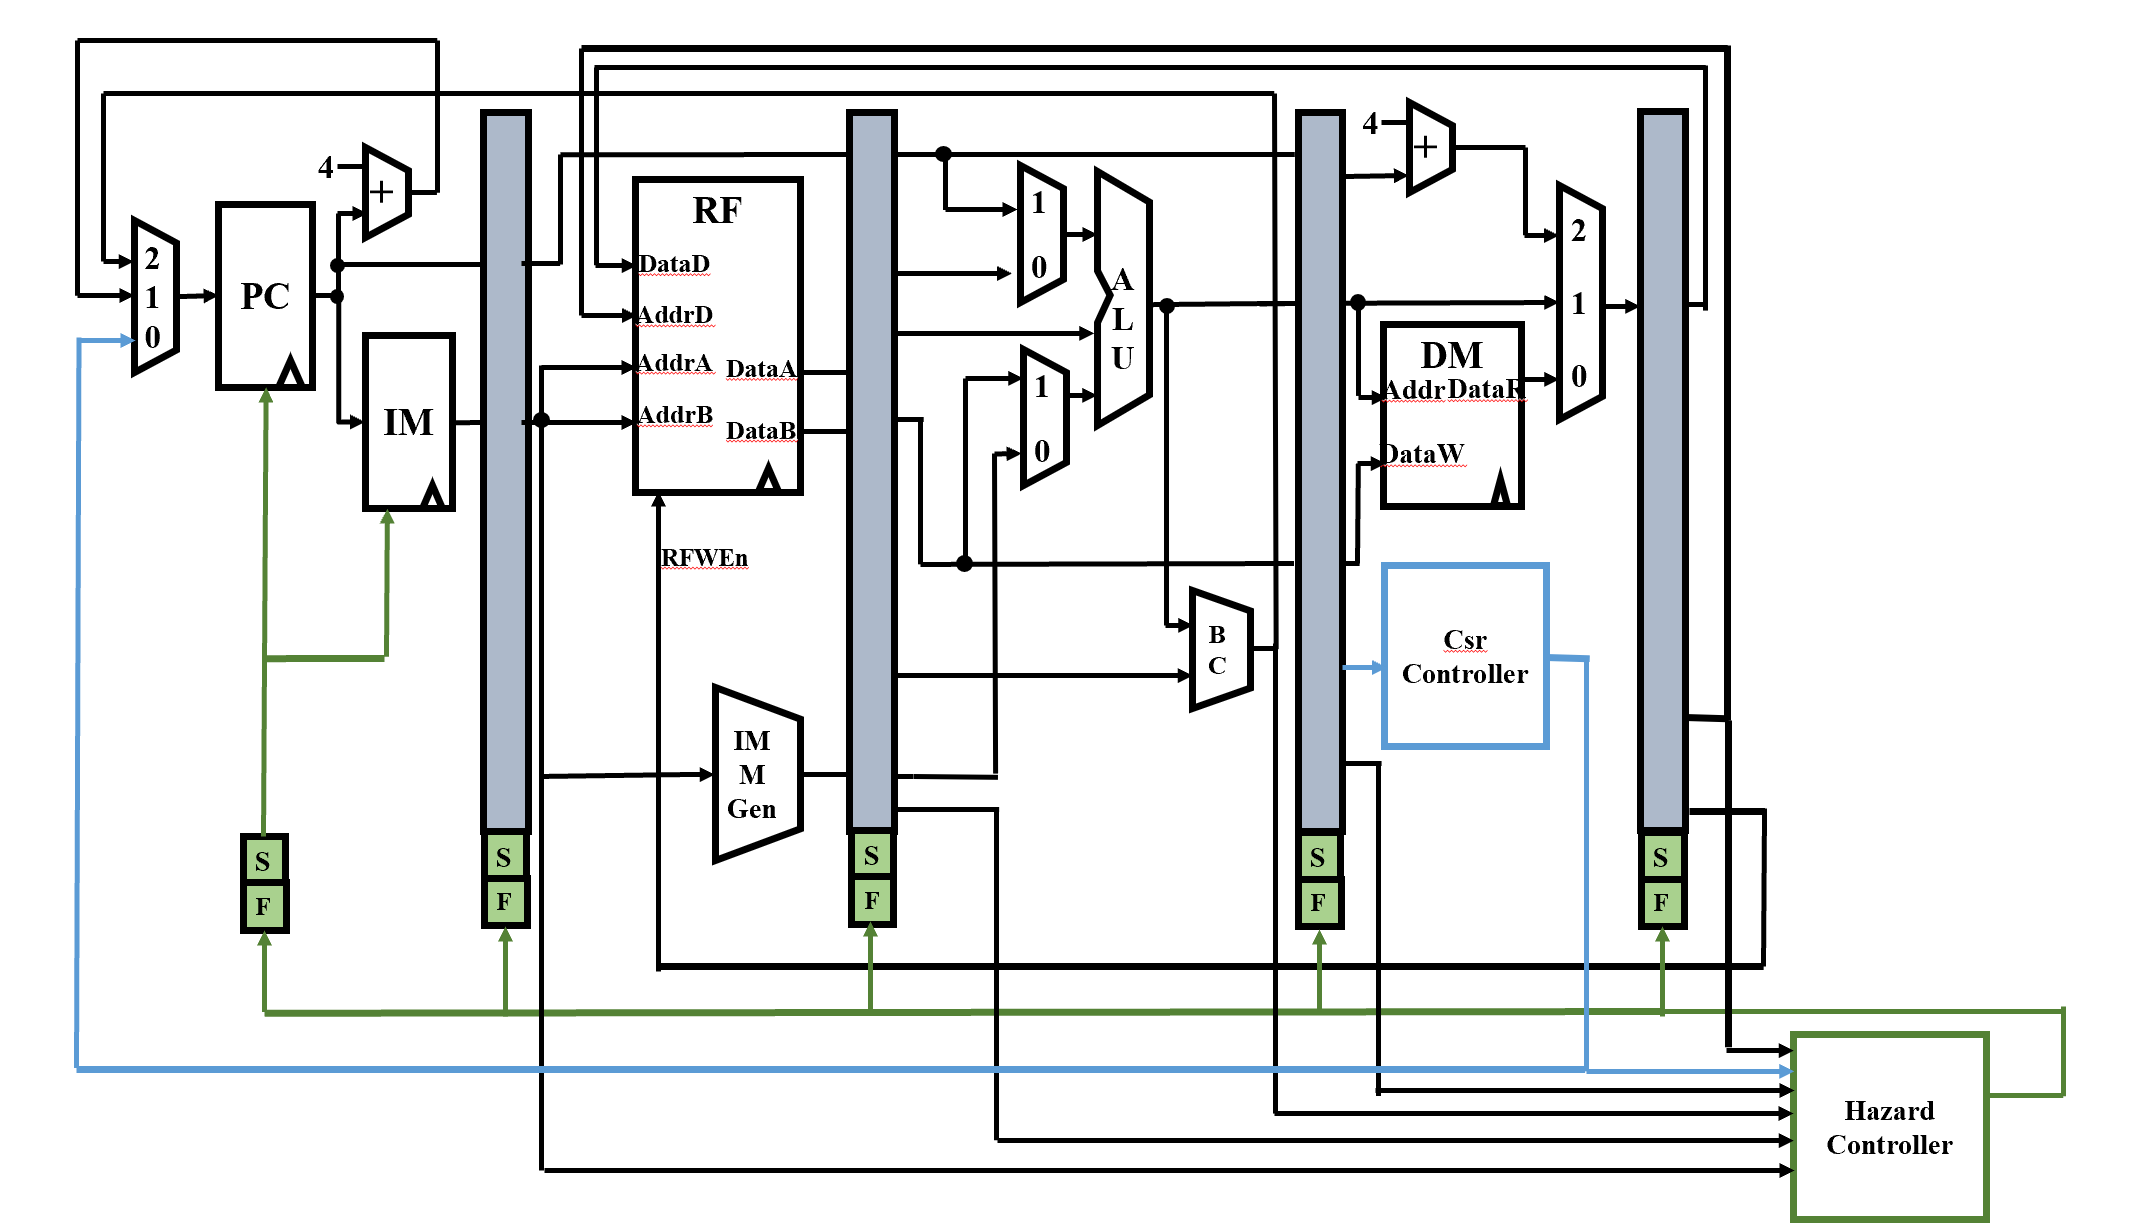 4
+
2
1
0
PC
IM
S
F
S
F
RF
DataD
AddrD
AddrA
DataA
AddrB
DataB
RFWEn
IM
M
Gen
S
F
1
0
1
0
A
L
U
B
C
S
F
4
+
2
1
0
DM
Addr
DataR
DataW
Csr
Controller
S
F
Hazard
Controller